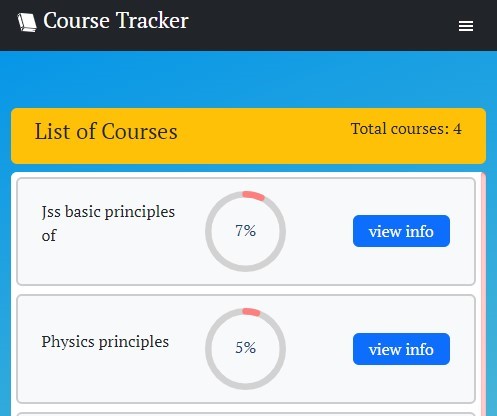 Course Tracker
List of Courses
Total courses: 4
Jss basic principles
of
7%
view info
Physics principles
5%
view info